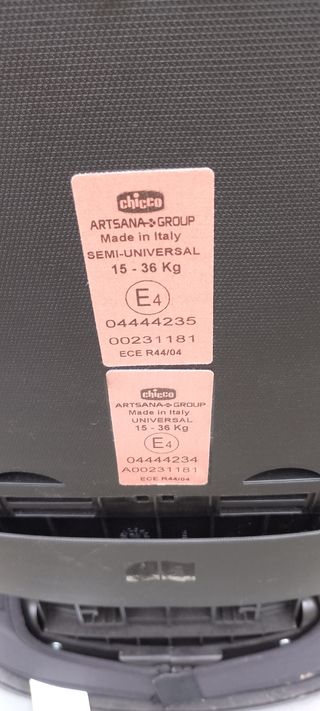 chicco
ARTSANA GROUP
Made in Italy
SEMI-UNIVERSAL
15 - 36 Kg
E4
04444235
00231181
ECE R44/04
chicco
ARTSANA GROUP
Made in Italy
UNIVERSAL
15 - 36 Kg
E4
04444234
A00231181
ECE R44/04